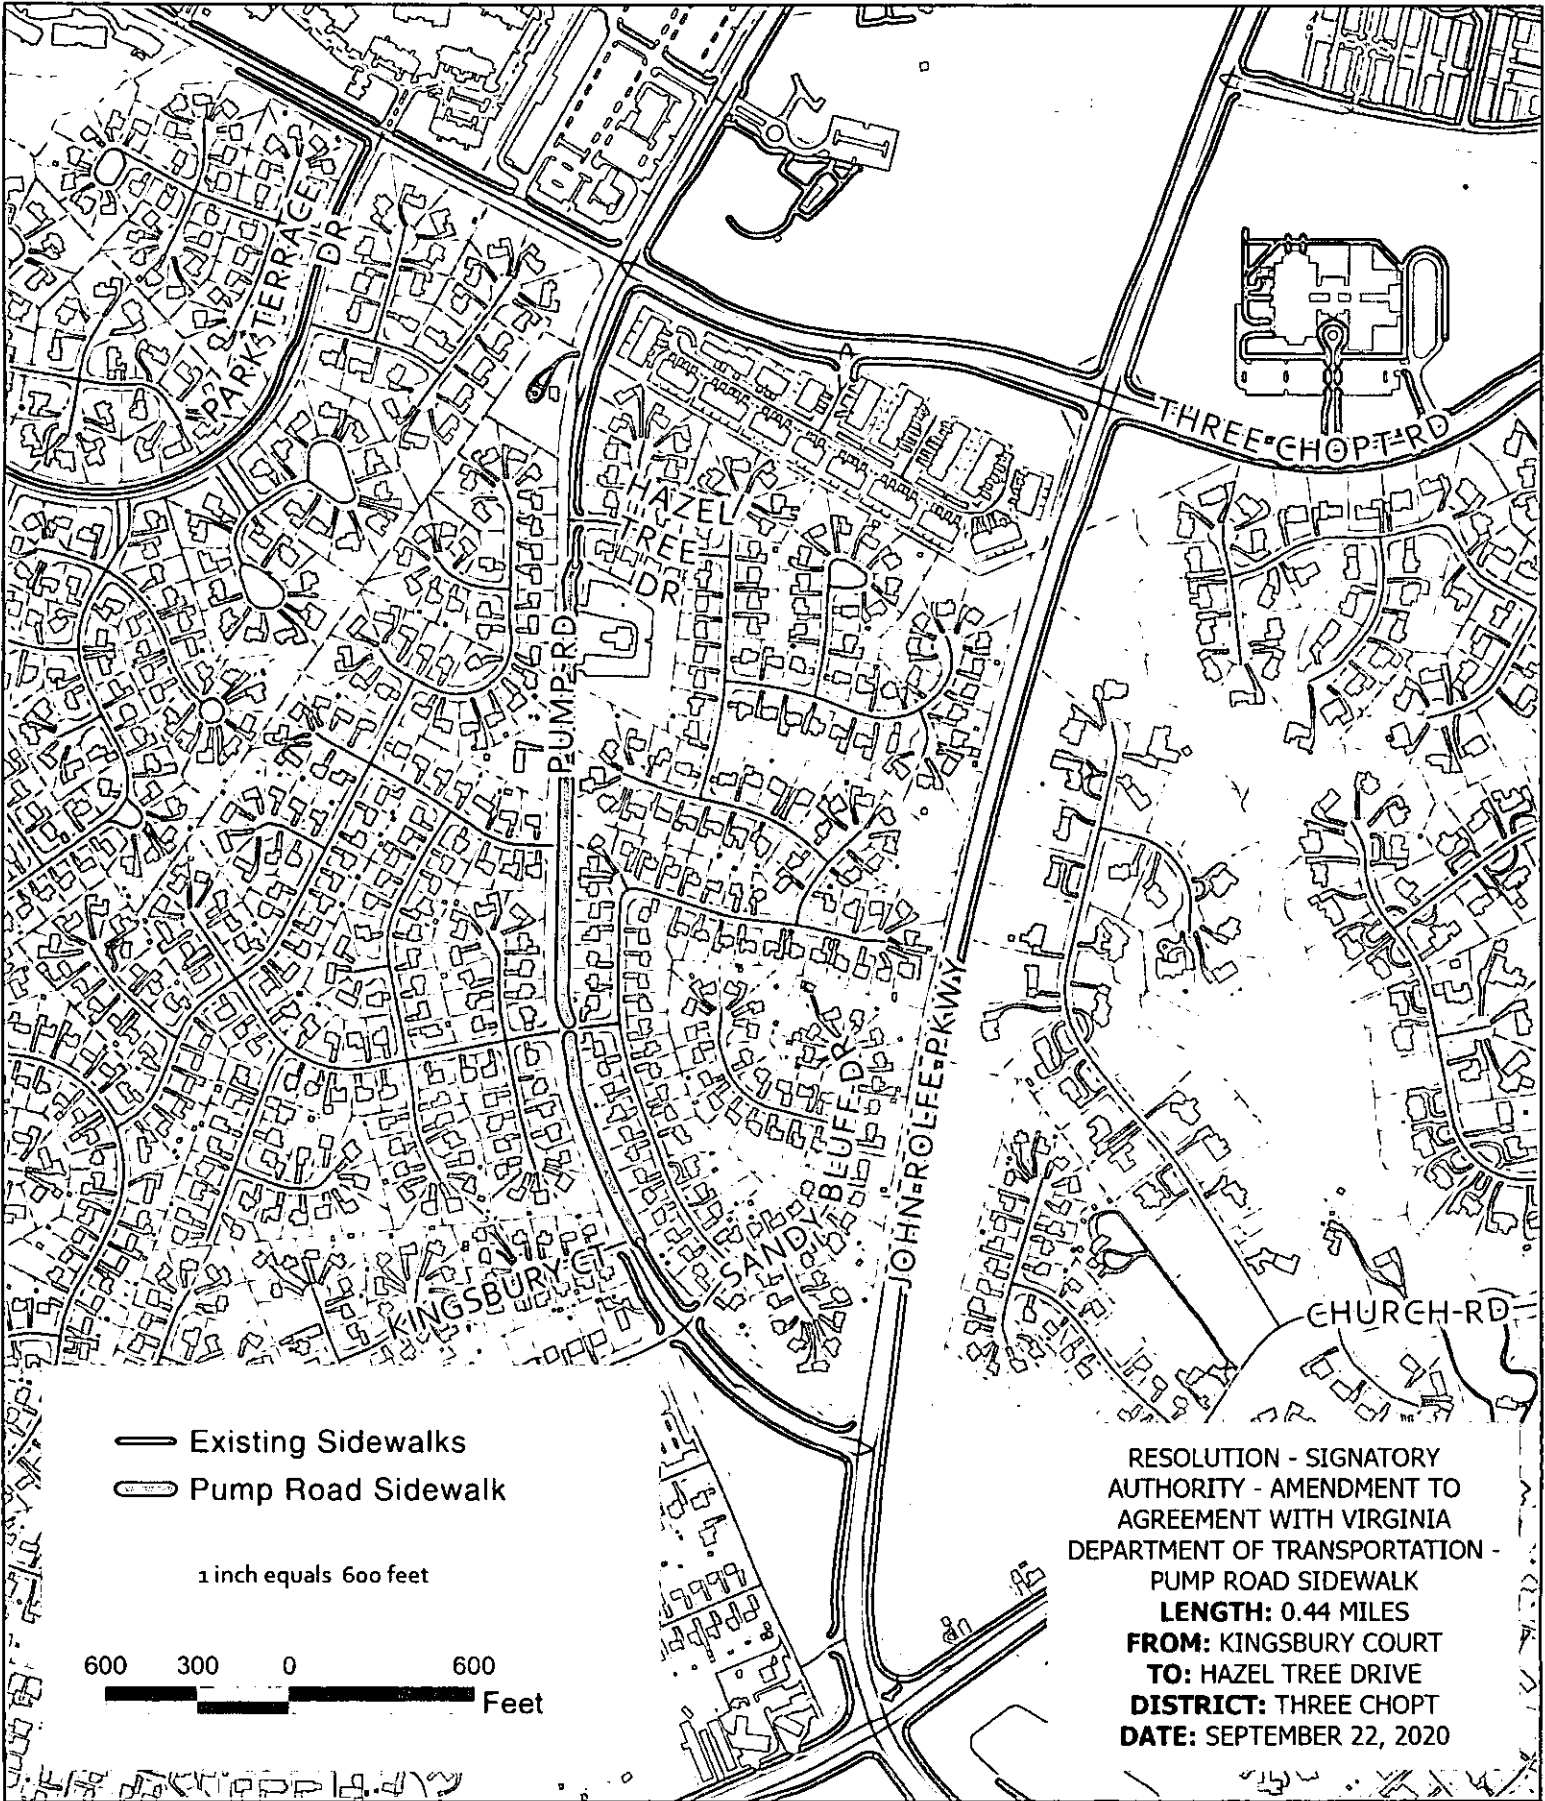 PARK TERRACE
DR
THREE CHOPT RD
HAZEL
TREE
DR
PUMP RD
JOHN ROLFE PKWY
SANDY BLUFF DR
KINGSBURY CT
CHURCH RD
Existing Sidewalks
Pump Road Sidewalk
1 inch equals 600 feet
600 300 0 600
Feet
RESOLUTION - SIGNATORY
AUTHORITY - AMENDMENT TO
AGREEMENT WITH VIRGINIA
DEPARTMENT OF TRANSPORTATION -
PUMP ROAD SIDEWALK
LENGTH: 0.44 MILES
FROM: KINGSBURY COURT
TO: HAZEL TREE DRIVE
DISTRICT: THREE CHOPT
DATE: SEPTEMBER 22, 2020